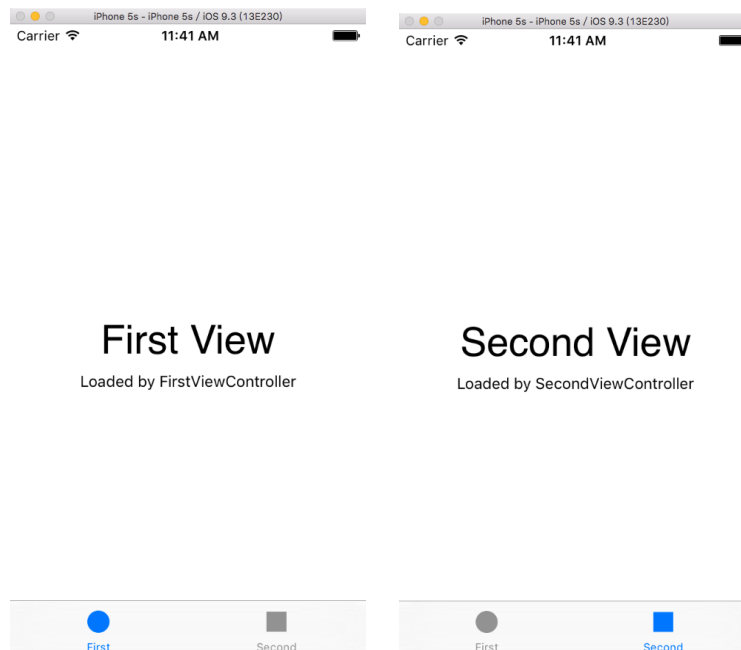 iPhone 5s - iPhone 5s / iOS 9.3 (13E230)
Carrier 11:41 AM
First View
Loaded by FirstViewController
First Second
iPhone 5s - iPhone 5s / iOS 9.3 (13E230)
Carrier 11:41 AM
Second View
Loaded by SecondViewController
First Second